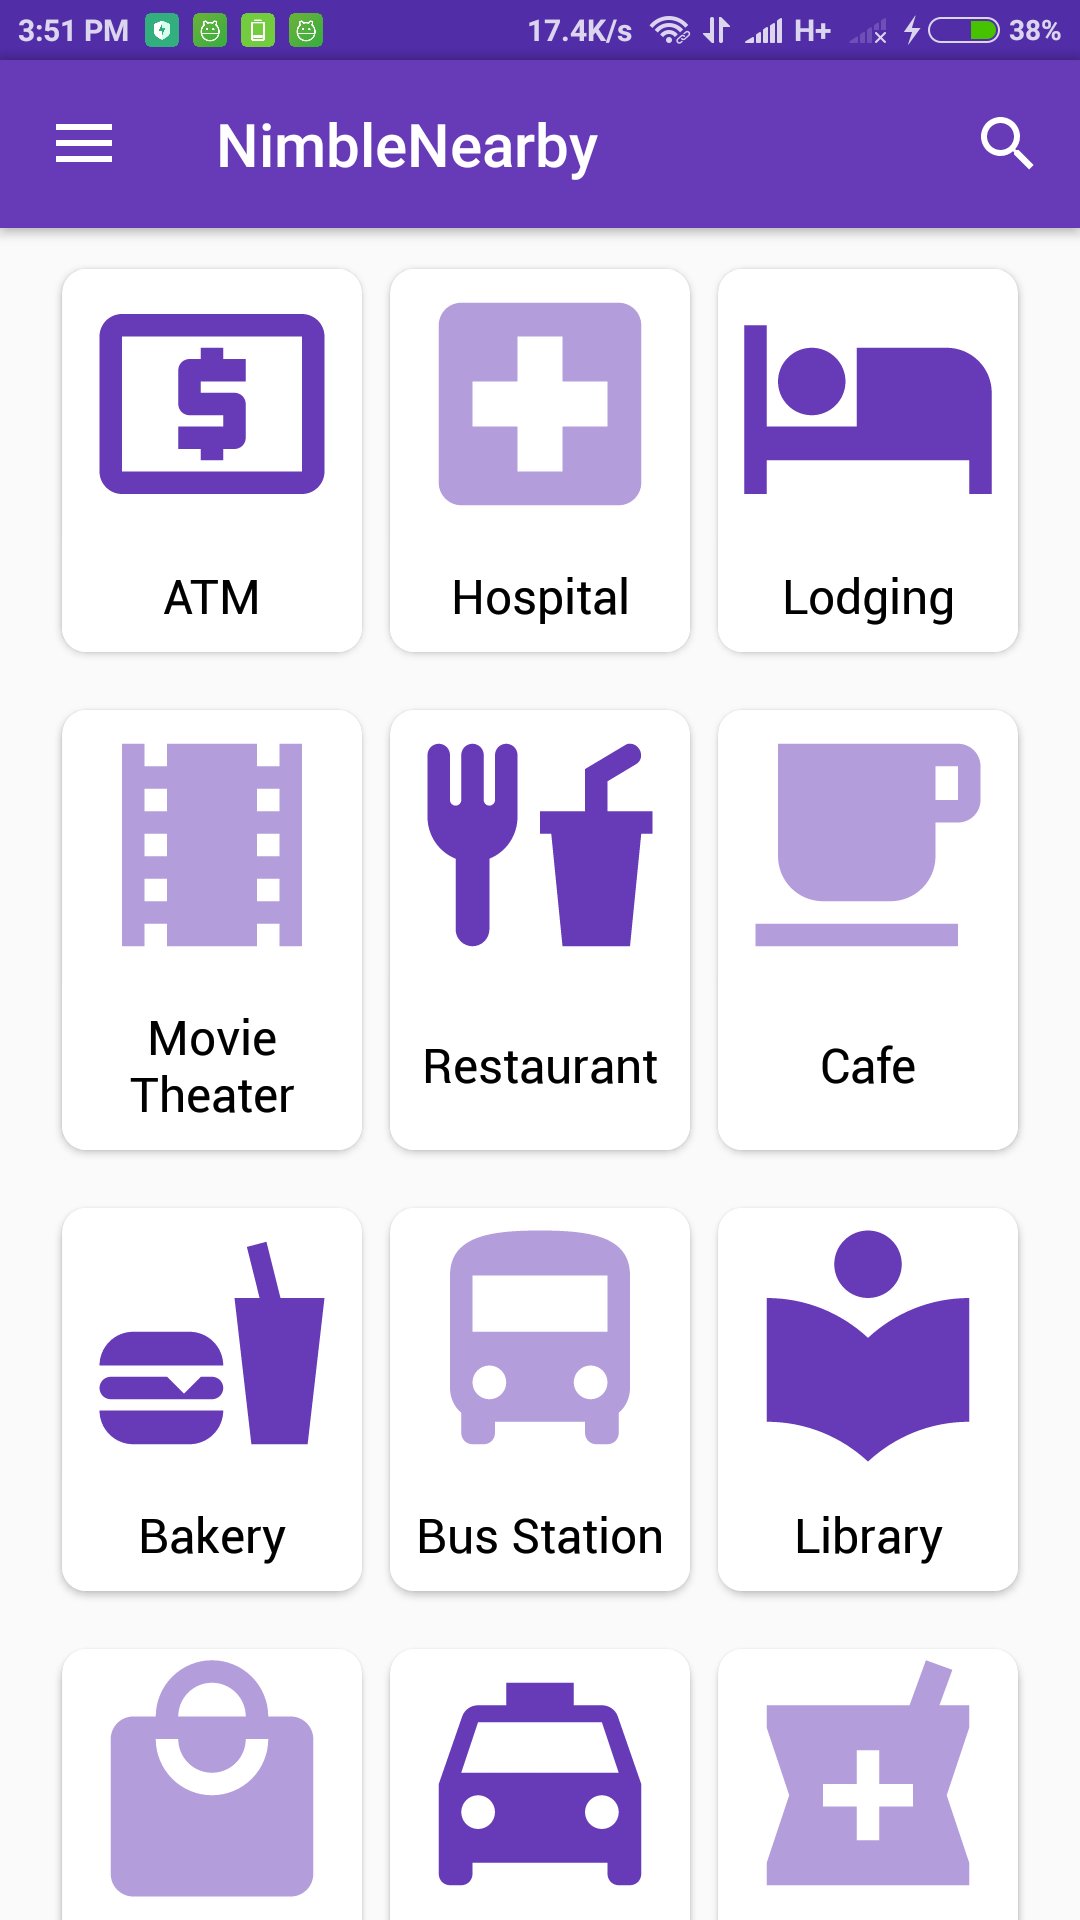 3:51 PM 17.4K/s H+ 38%
NimbleNearby
ATM Hospital Lodging
Movie Theater Restaurant Cafe
Bakery Bus Station Library